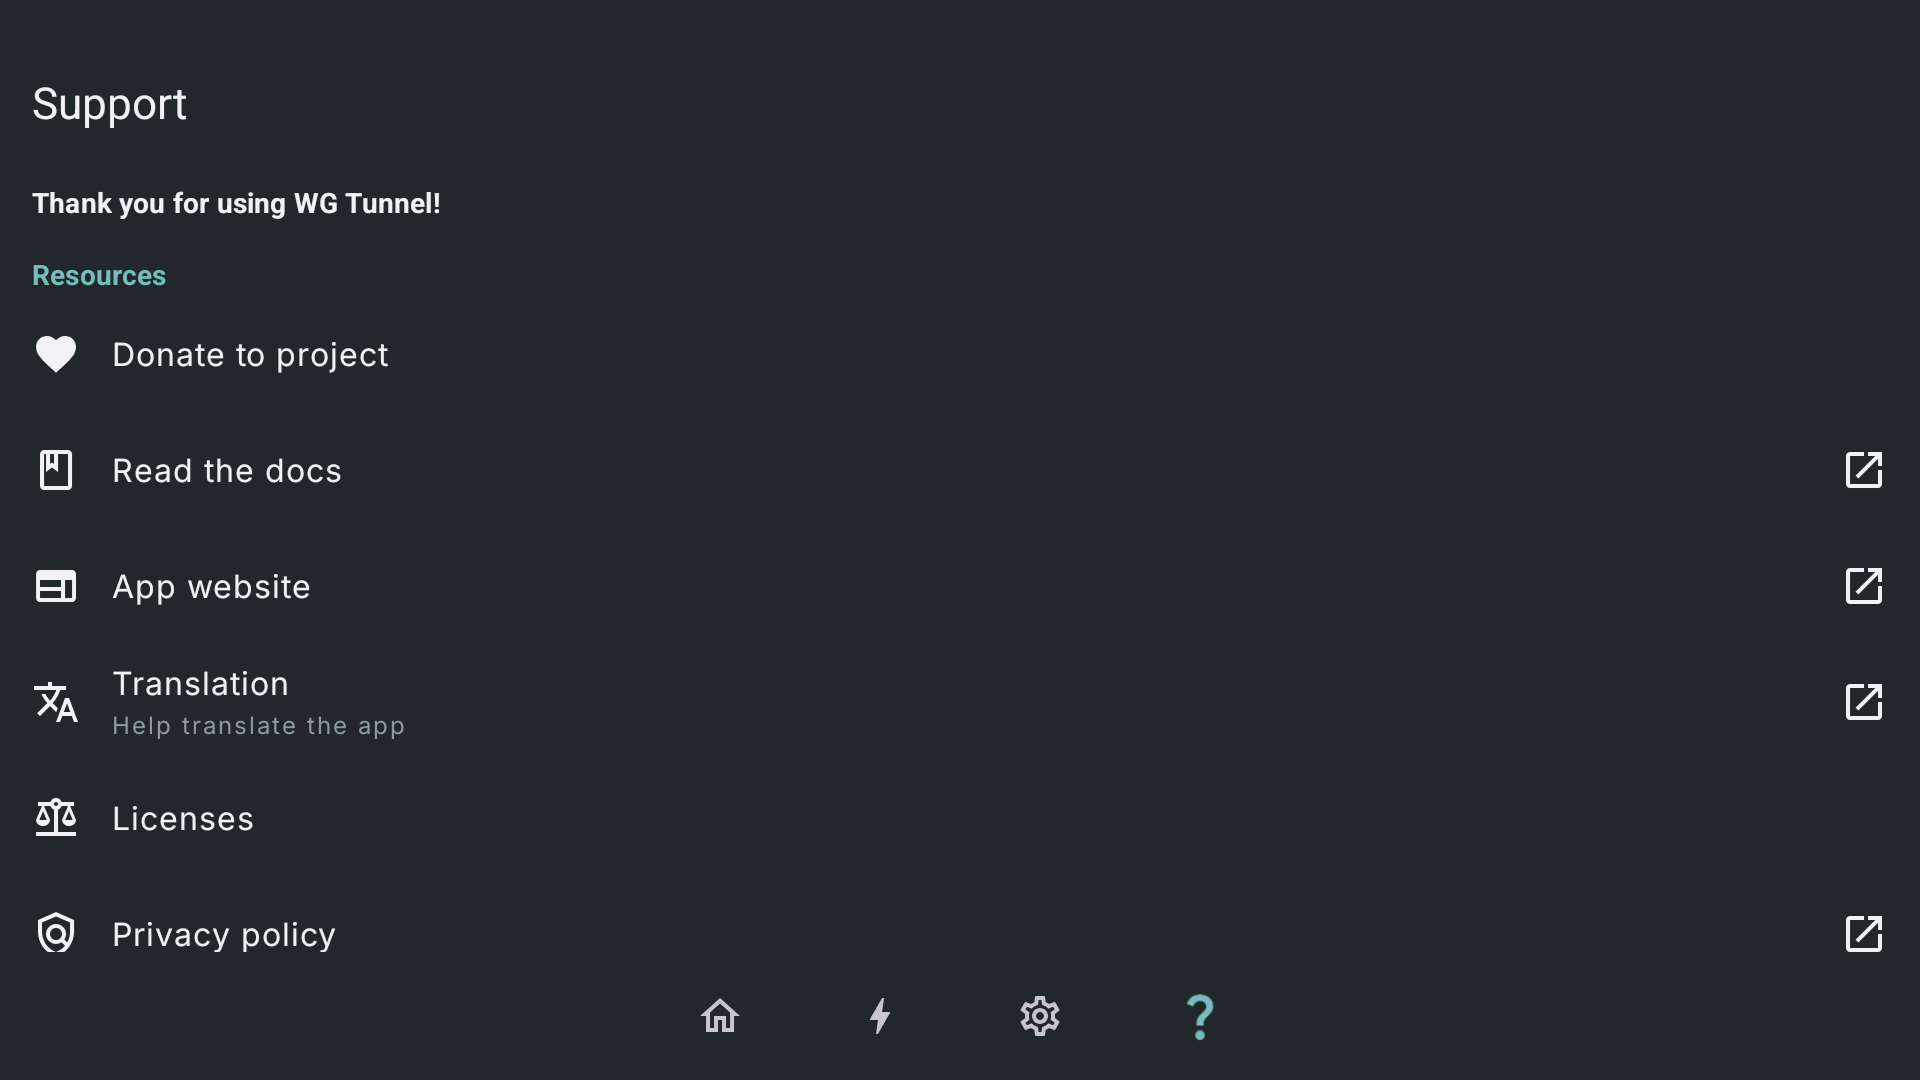 Support
Thank you for using WG Tunnel!
Resources
Donate to project
Read the docs
App website
Translation
Help translate the app
Licenses
Privacy policy